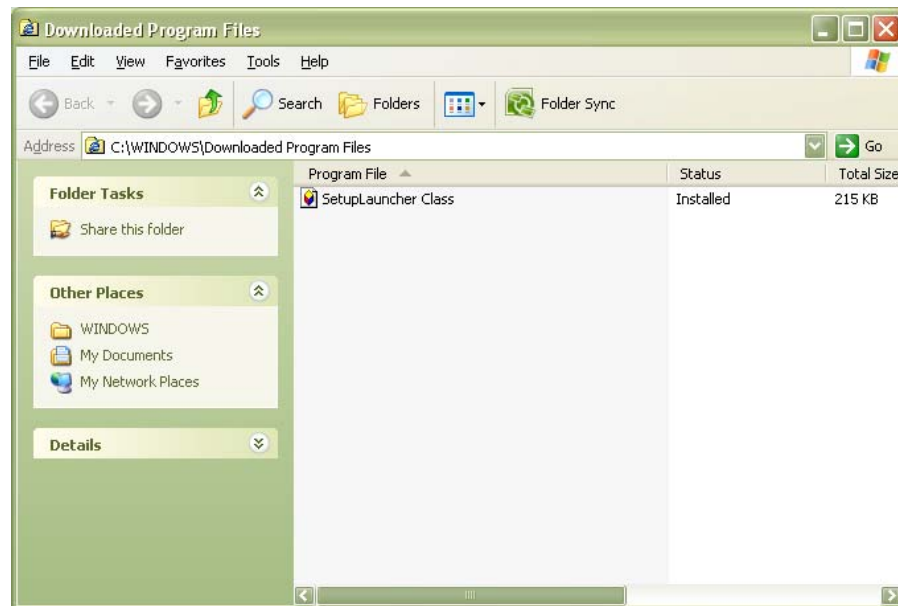 Downloaded Program Files
File Edit View Favorites Tools Help
Back Search Folders Folder Sync
Address C:\WINDOWS\Downloaded Program Files Go
Program File Status Total Size
SetupLauncher Class Installed 215 KB
Folder Tasks
Share this folder
Other Places
WINDOWS
My Documents
My Network Places
Details